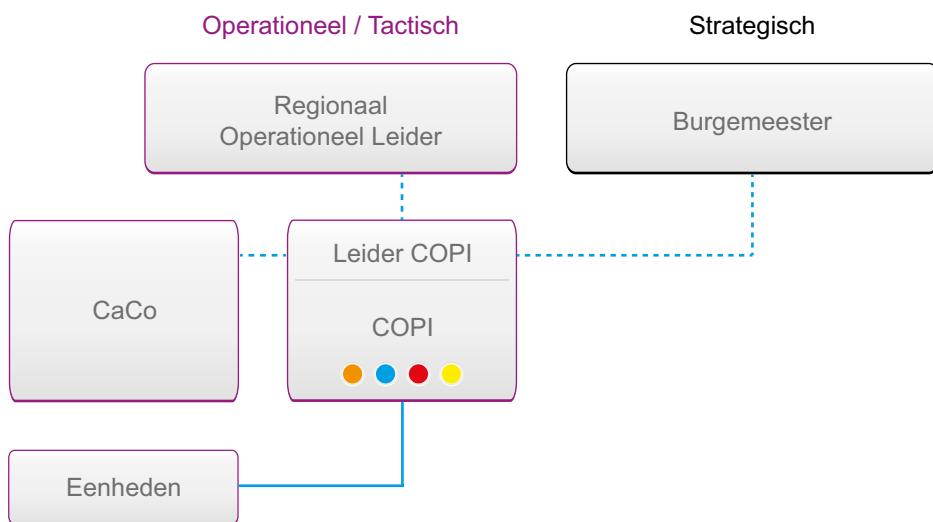 Operationeel / Tactisch
Strategisch
Regionaal
Operationeel Leider
Burgemeester
Leider COPI
CaCo
COPI
Eenheden